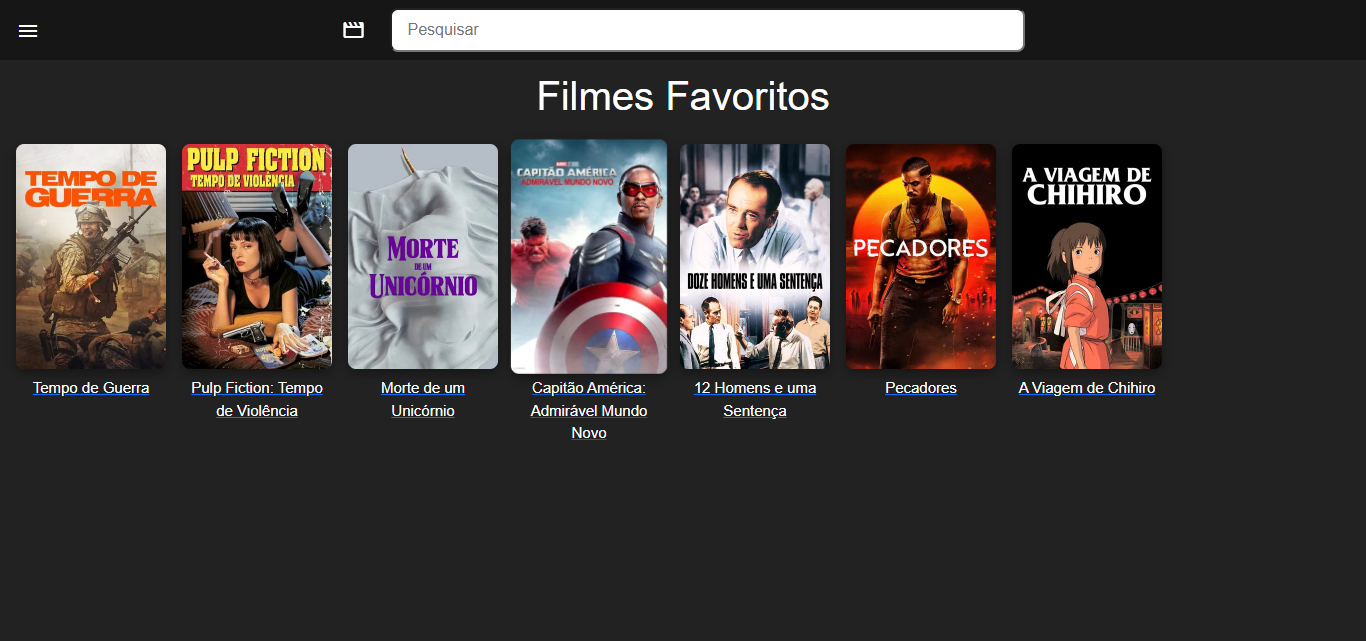 Pesquisar
Filmes Favoritos
TEMPO DE
GUERRA
PULP FICTION
TEMPO DE VIOLÊNCIA
MORTE
DE UM
UNICÓRNIO
CAPITÃO AMÉRICA
ADMIRÁVEL MUNDO NOVO
DOZE HOMENS E UMA SENTENÇA
PECADORES
A VIAGEM DE
CHIHIRO
Tempo de Guerra
Pulp Fiction: Tempo
de Violência
Morte de um
Unicórnio
Capitão América:
Admirável Mundo
Novo
12 Homens e uma
Sentença
Pecadores
A Viagem de Chihiro